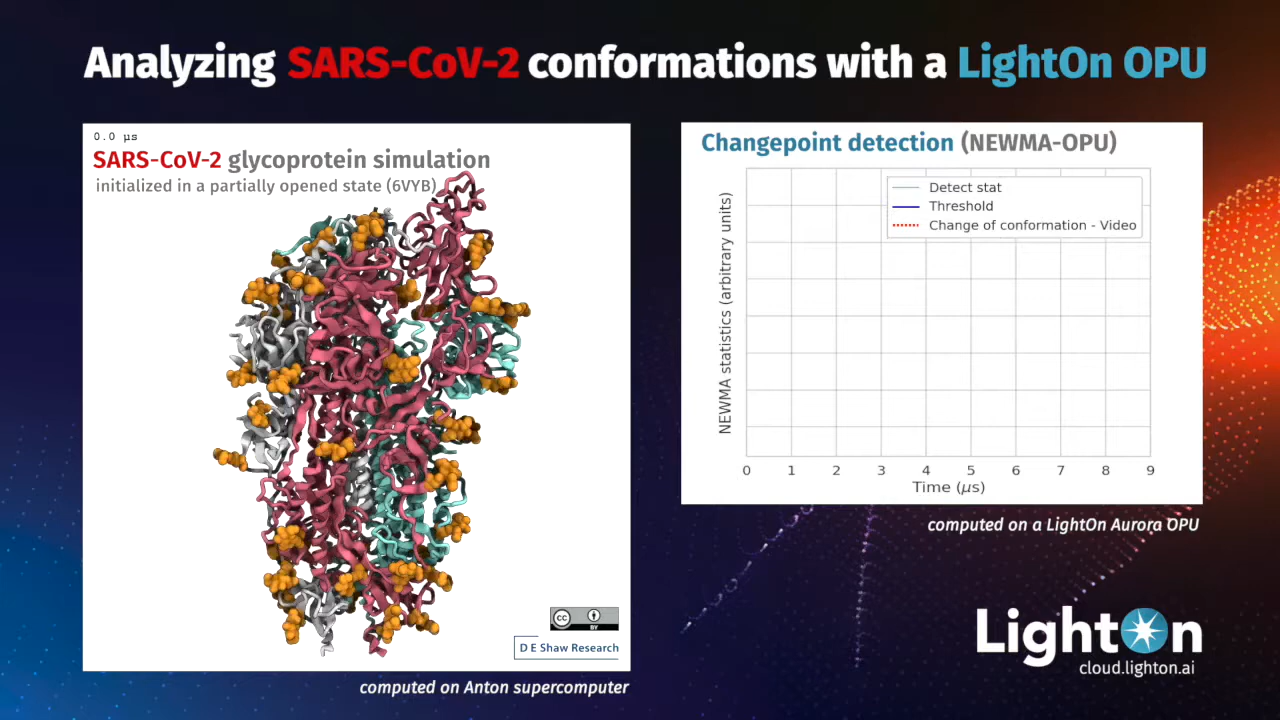 Analyzing SARS-CoV-2 conformations with a LightOn OPU
0.0 µs
SARS-CoV-2 glycoprotein simulation
initialized in a partially opened state (6VYB)
cc
BY
D E Shaw Research
computed on Anton supercomputer
Changepoint detection (NEWMA-OPU)
NEWMA statistics (arbitrary units)
Detect stat
Threshold
Change of conformation - Video
0 1 2 3 4 5 6 7 8 9
Time (µs)
computed on a LightOn Aurora OPU
LightOn
cloud.lighton.ai